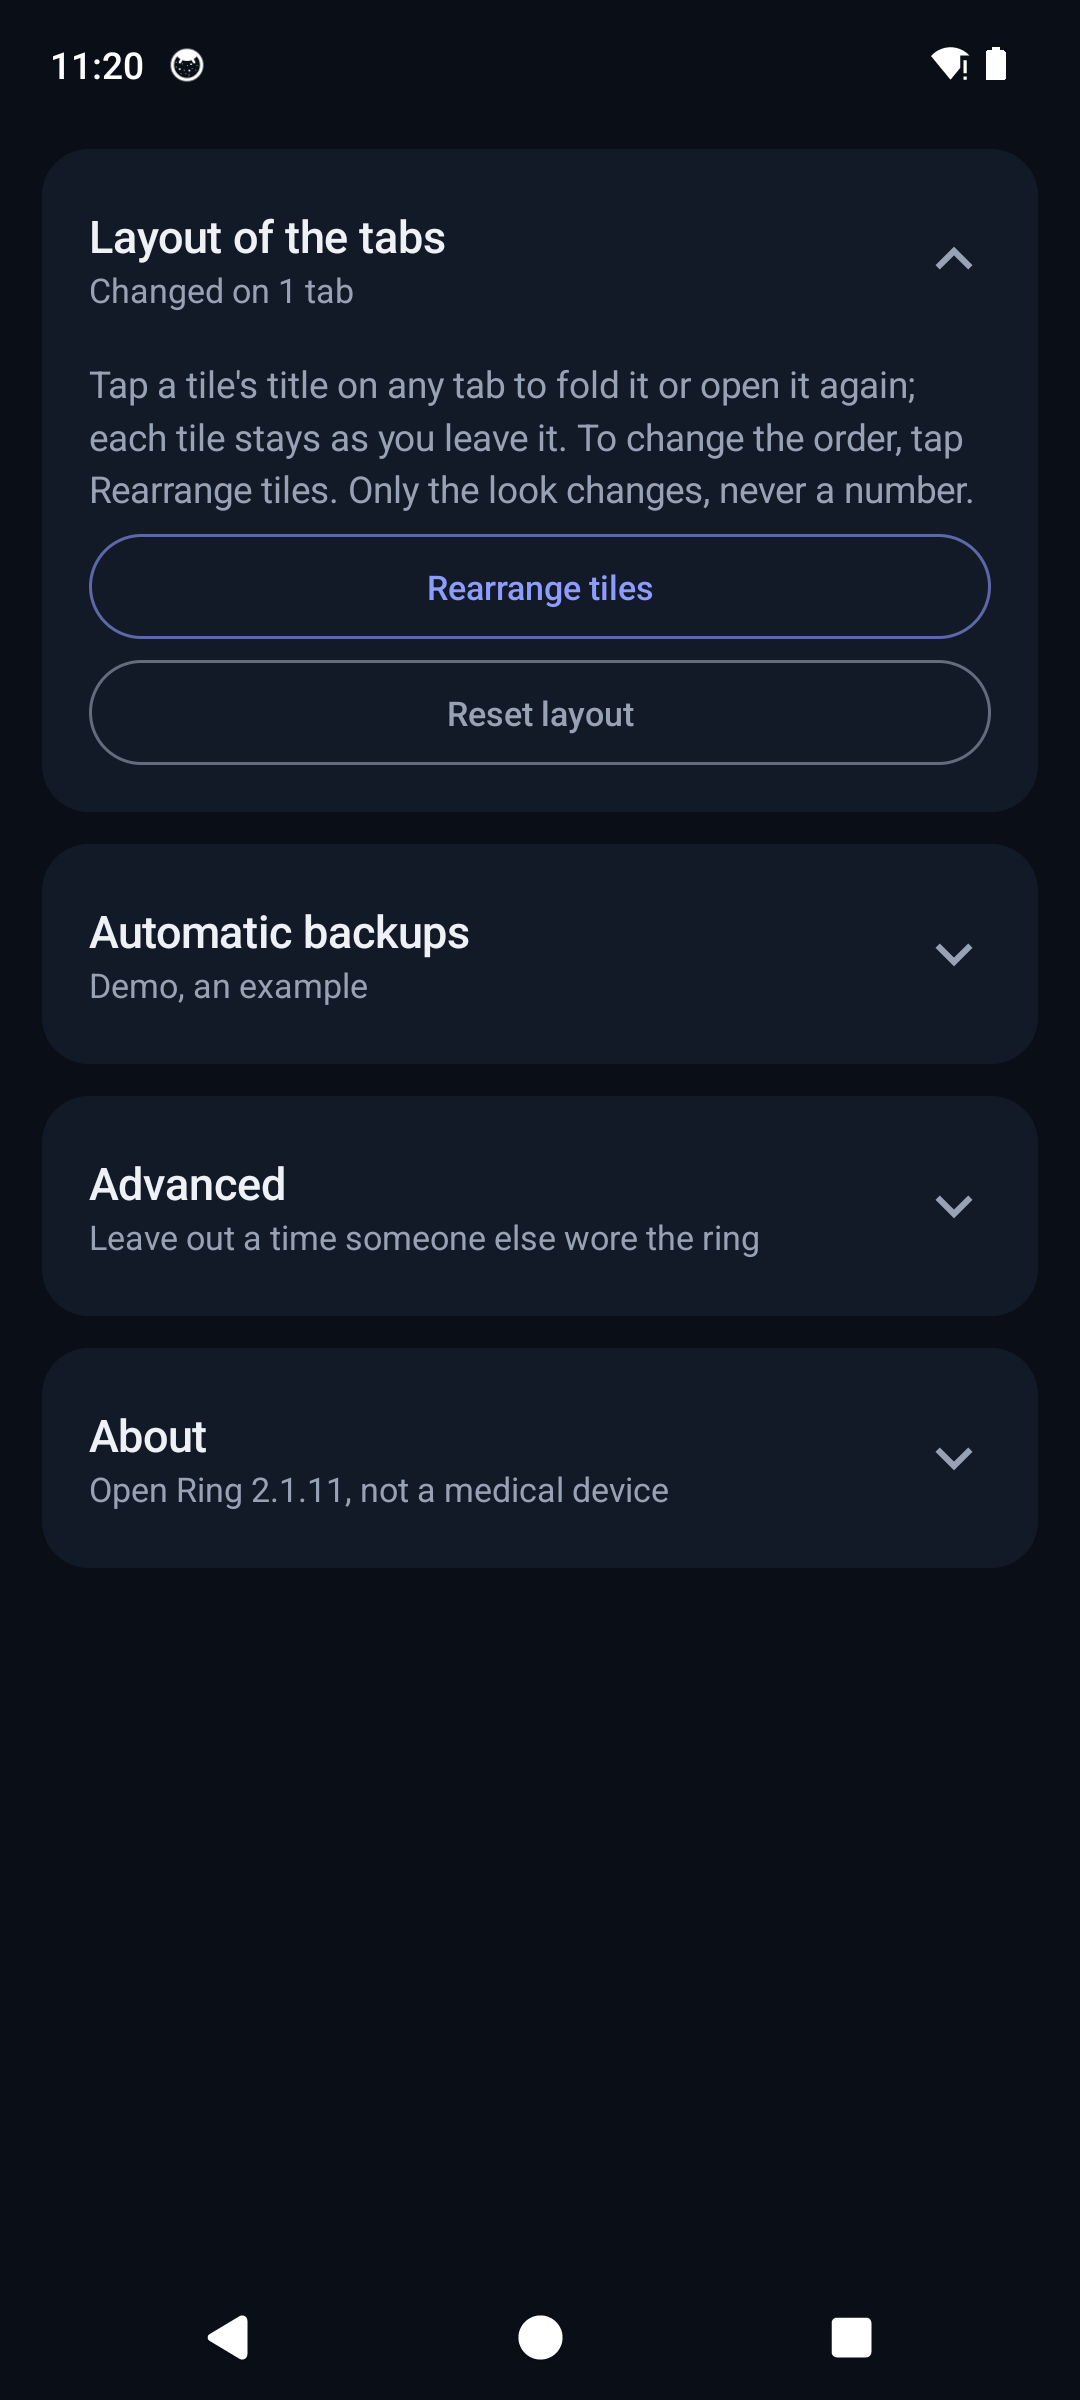 11:20
Layout of the tabs
Changed on 1 tab
Tap a tile's title on any tab to fold it or open it again;
each tile stays as you leave it. To change the order, tap
Rearrange tiles. Only the look changes, never a number.
Rearrange tiles
Reset layout
Automatic backups
Demo, an example
Advanced
Leave out a time someone else wore the ring
About
Open Ring 2.1.11, not a medical device